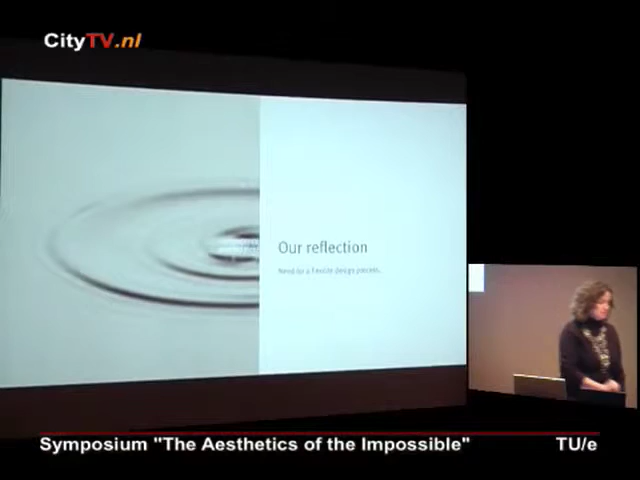 CityTV.nl
Our reflection
Need for a flexible design process.
Symposium "The Aesthetics of the Impossible" TU/e